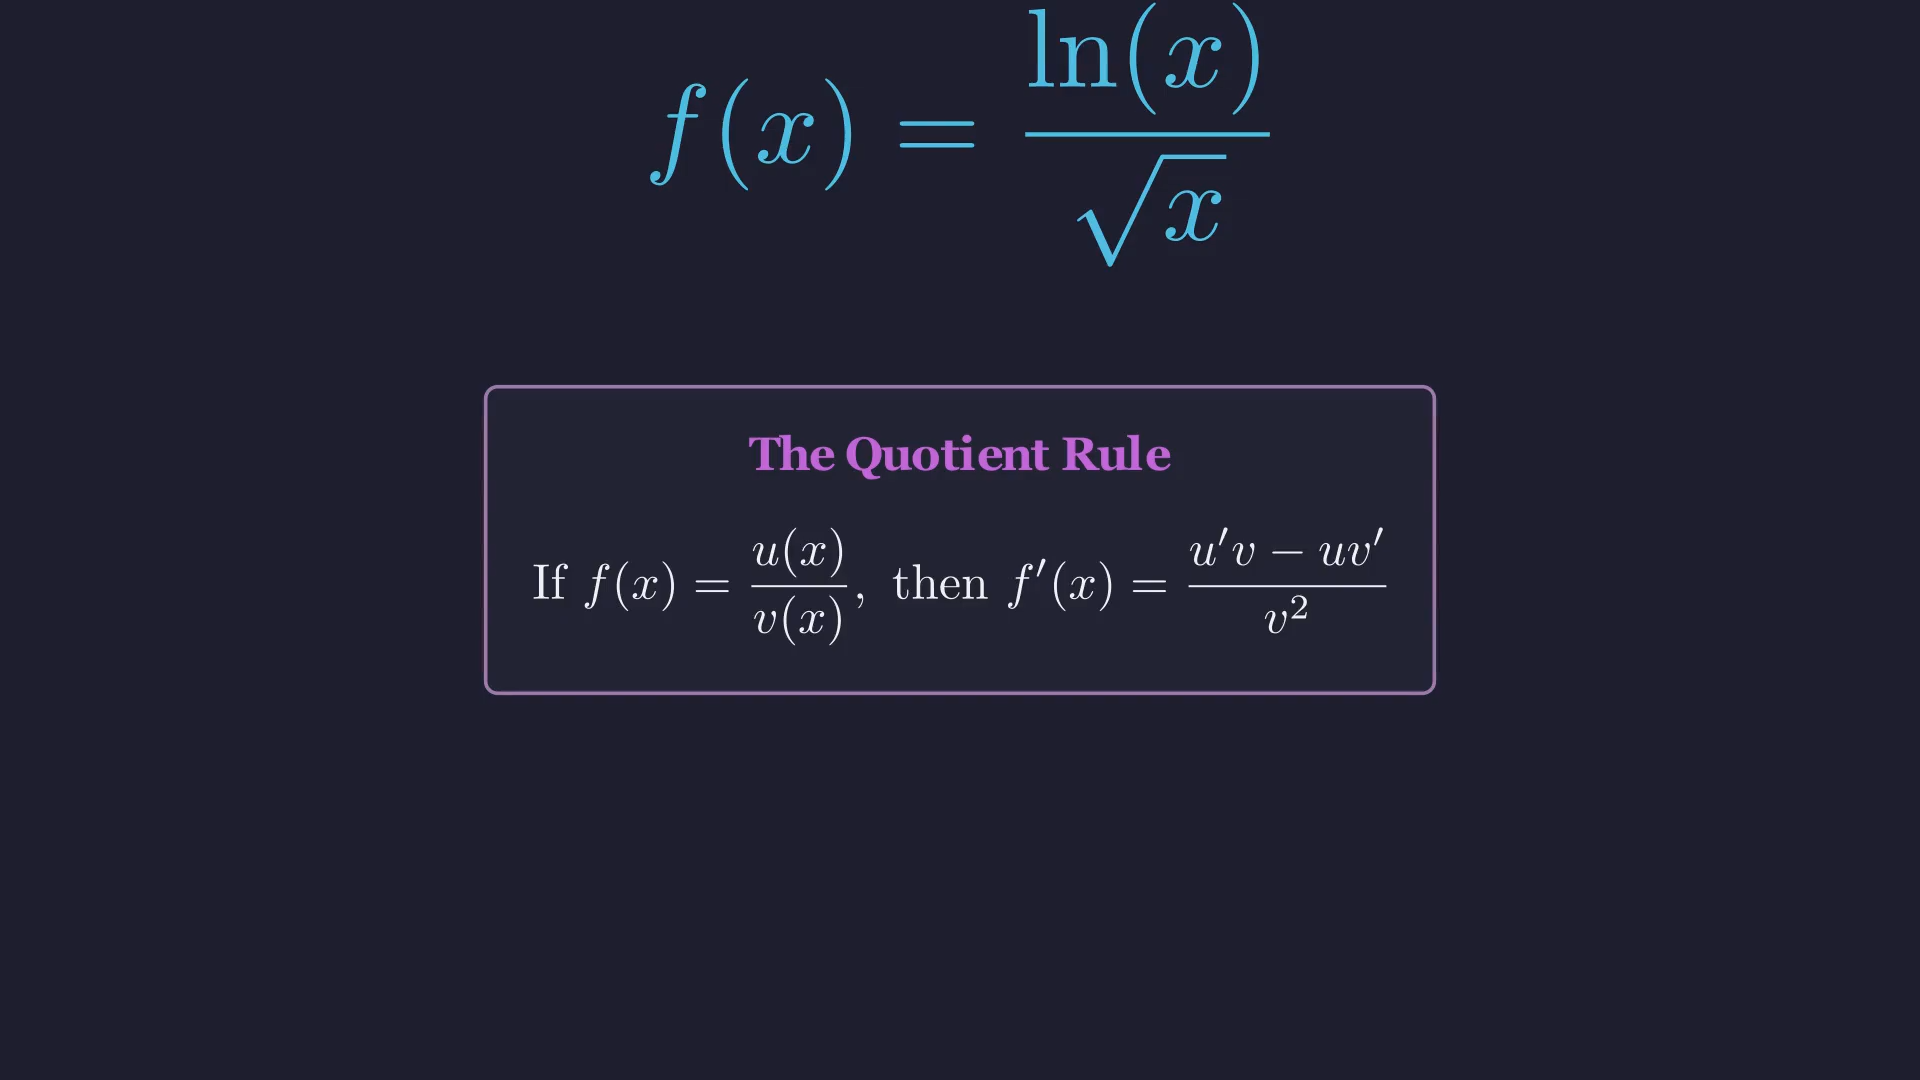 f(x) = ln(x) / √x
The Quotient Rule
If f(x) = u(x) / v(x), then f′(x) = u′v − uv′ / v²